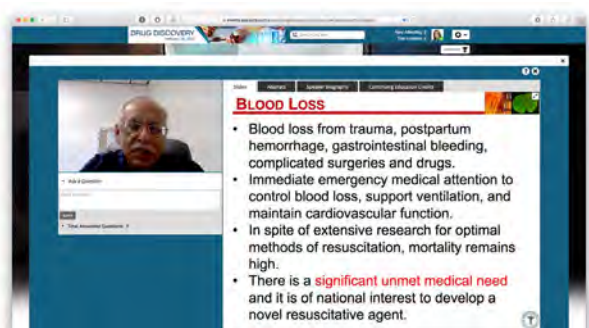 DRUG DISCOVERY
Slides
Abstract
Speaker Biography
Continuing Education Credits
BLOOD LOSS
• Blood loss from trauma, postpartum
hemorrhage, gastrointestinal bleeding,
complicated surgeries and drugs.
• Immediate emergency medical attention to
control blood loss, support ventilation, and
maintain cardiovascular function.
• In spite of extensive research for optimal
methods of resuscitation, mortality remains
high.
• There is a significant unmet medical need
and it is of national interest to develop a
novel resuscitative agent.
Ask A Question